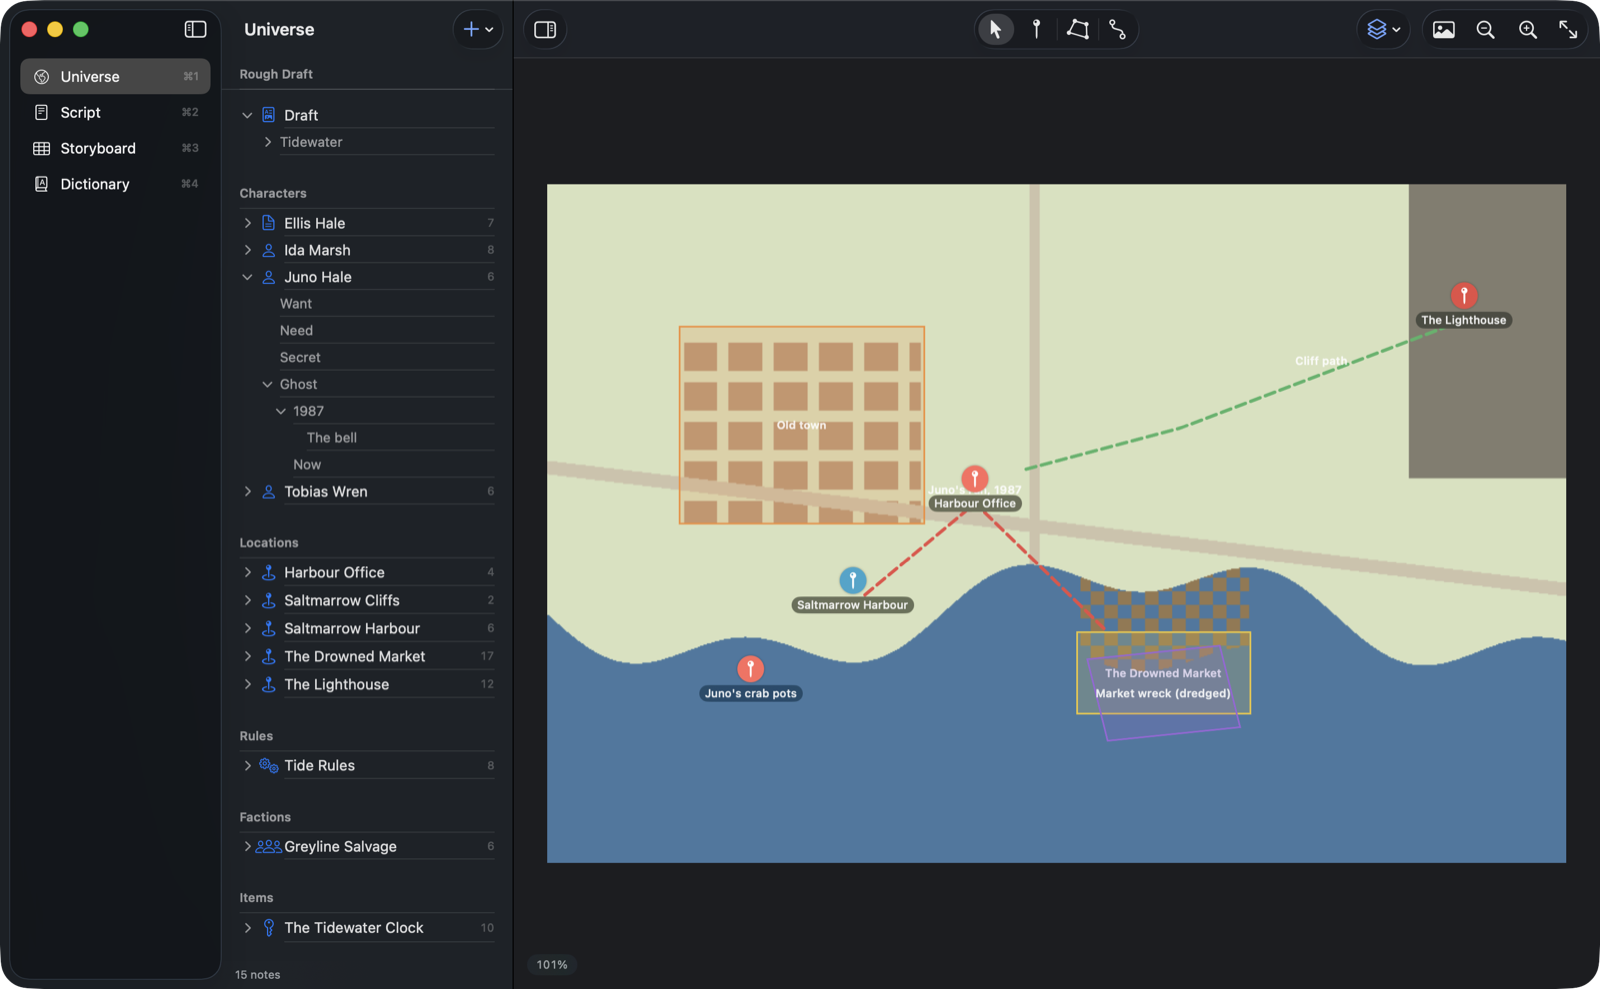 Universe
⌘1
Script
⌘2
Storyboard
⌘3
Dictionary
⌘4
Universe
Rough Draft
Draft
Tidewater
Characters
Ellis Hale
7
Ida Marsh
8
Juno Hale
6
Want
Need
Secret
Ghost
1987
The bell
Now
Tobias Wren
6
Locations
Harbour Office
4
Saltmarrow Cliffs
2
Saltmarrow Harbour
6
The Drowned Market
17
The Lighthouse
12
Rules
Tide Rules
8
Factions
Greyline Salvage
6
Items
The Tidewater Clock
10
15 notes
The Lighthouse
Cliff path
Old town
Juno's 1987
Harbour Office
Saltmarrow Harbour
Juno's crab pots
The Drowned Market
Market wreck (dredged)
101%